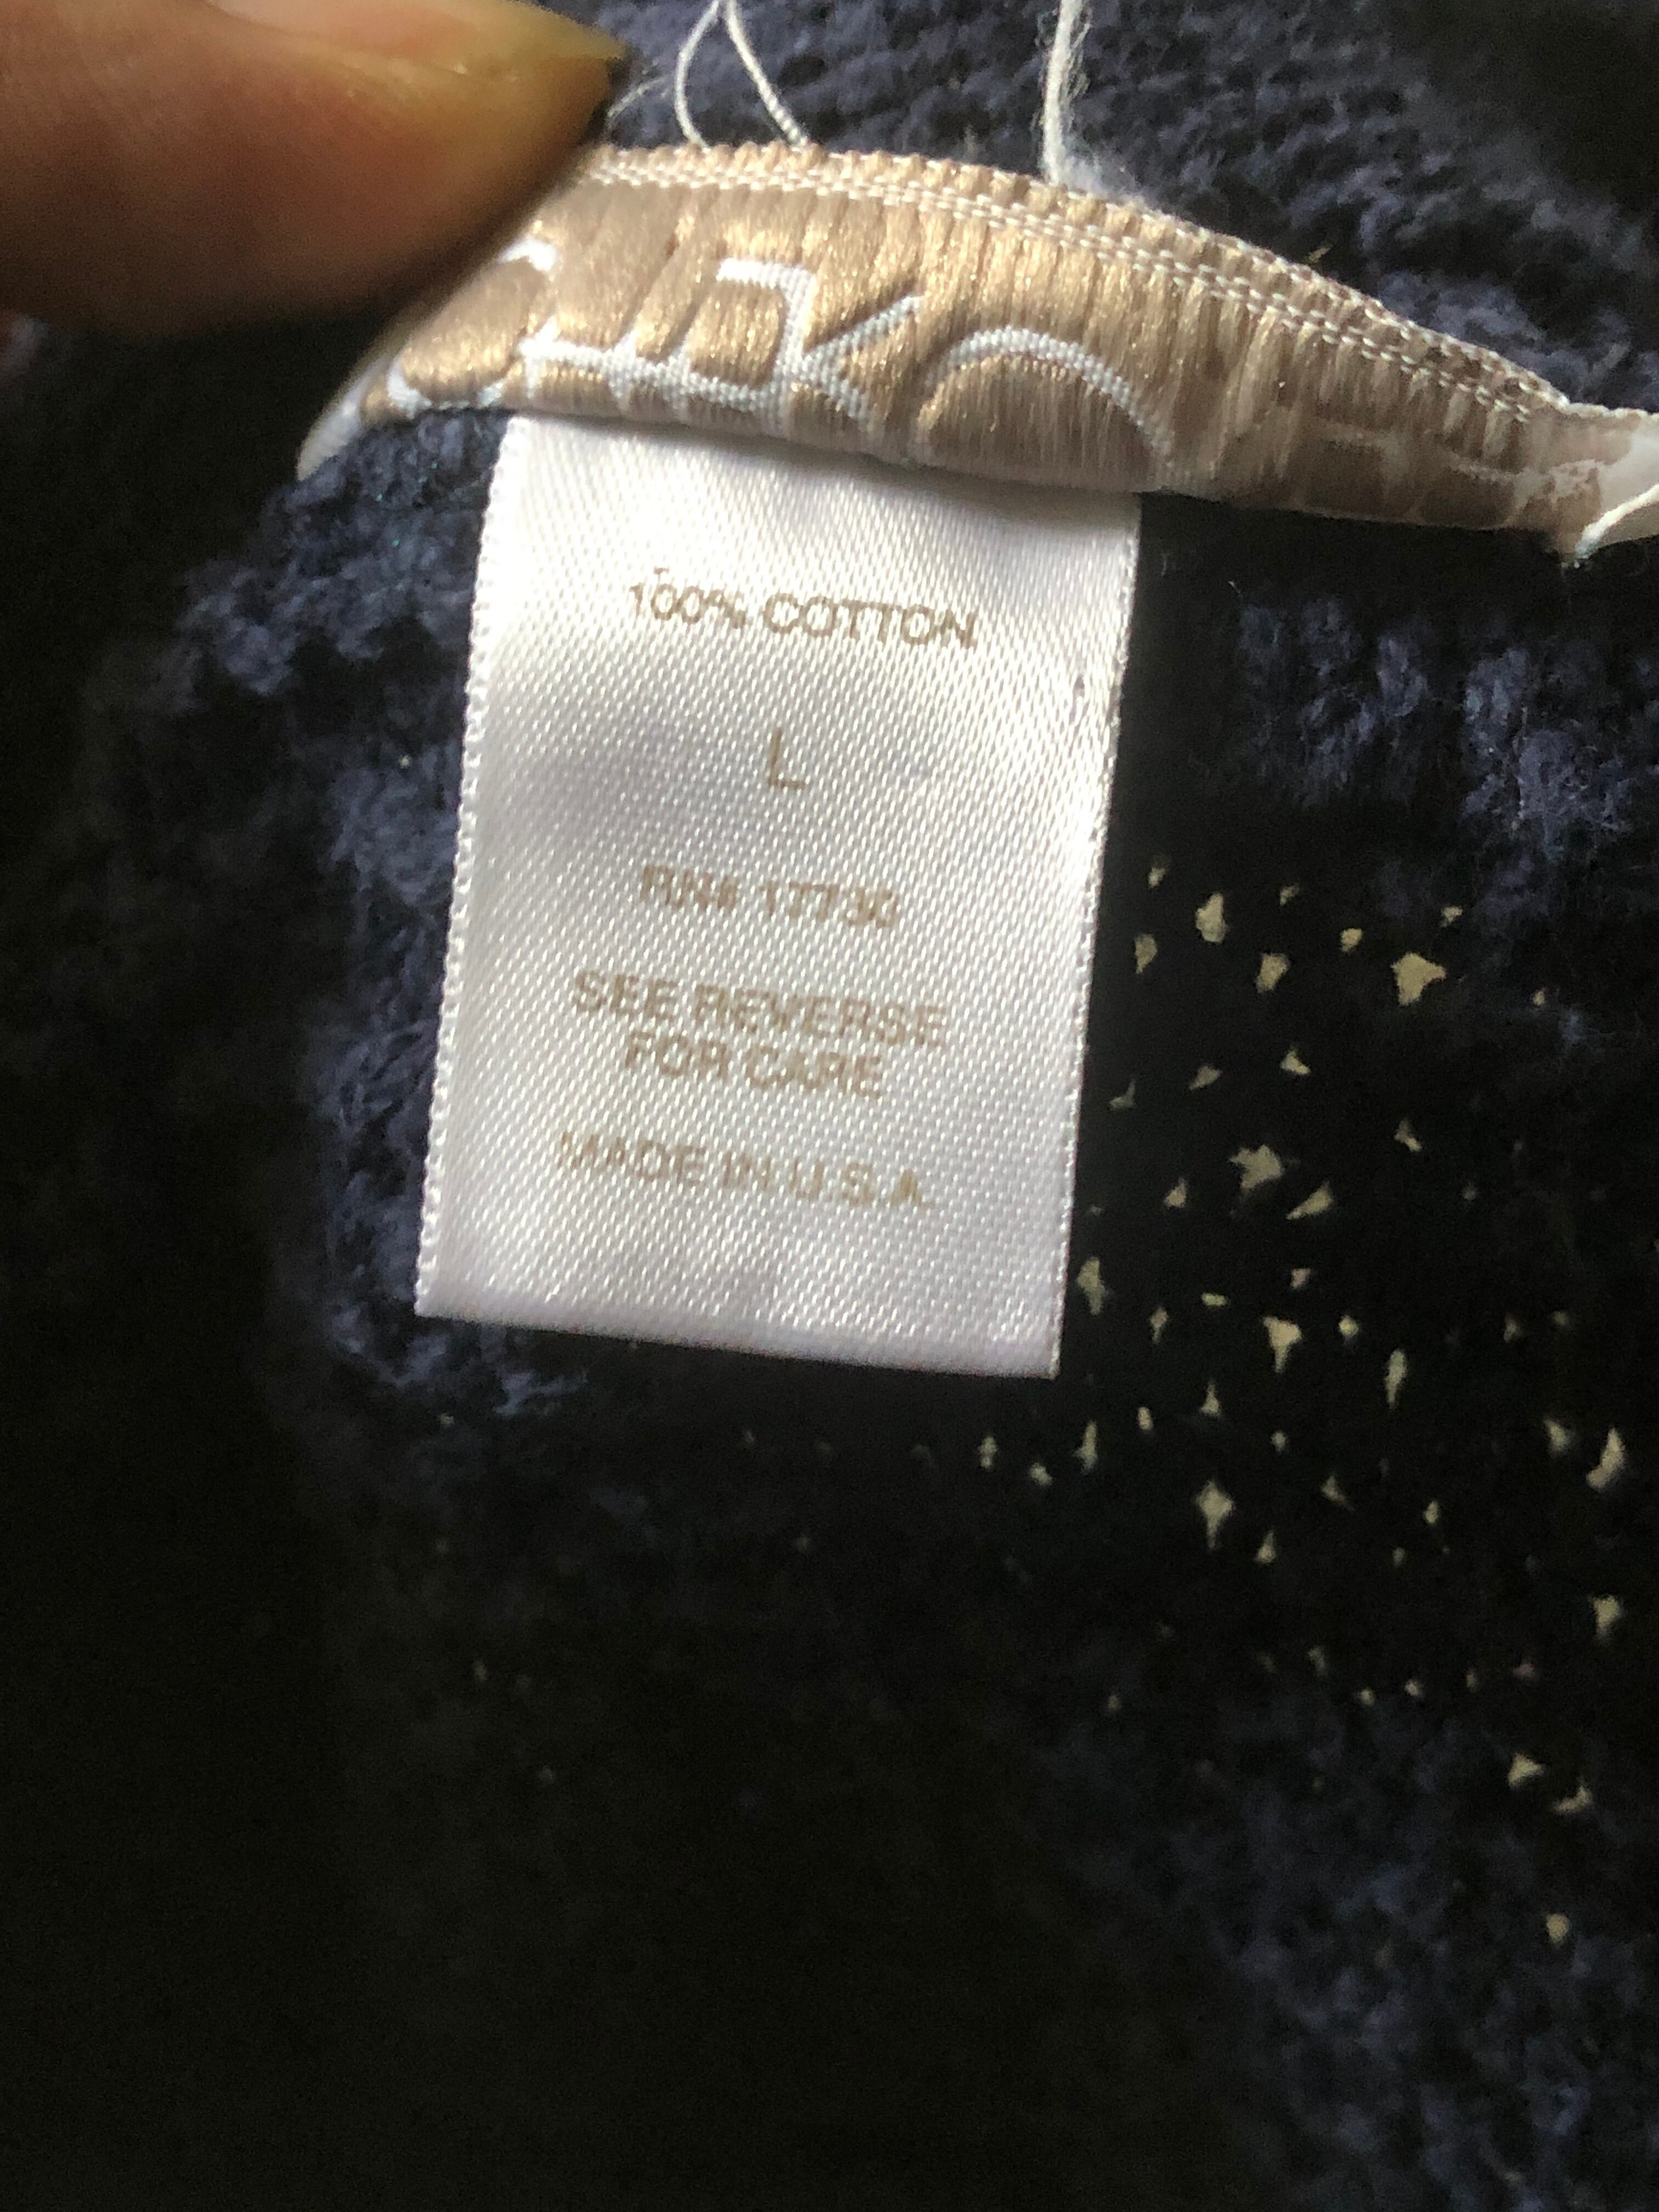 100% COTTON
L
RN# 17730
SEE REVERSE
FOR CARE
MADE IN U.S.A.